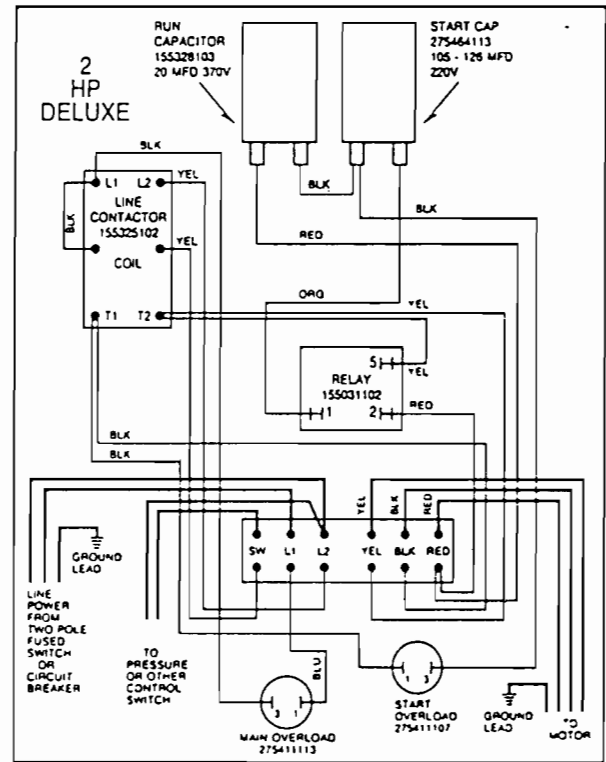 2
HP
DELUXE
RUN
CAPACITOR
155328103
20 MFD 370V
START CAP
275464113
105 - 126 MFD
220V
BLK
L1 L2
YEL
LINE
CONTACTOR
155325102
BLK
COIL
YEL
T1 T2
BLK
BLK
RED
ORG
YEL
5
YEL
RELAY
155031102
1 2
RED
BLK
BLK
YEL
BLK
RED
SW L1 L2 YEL BLK RED
GROUND
LEAD
LINE
POWER
FROM
TWO POLE
FUSED
SWITCH
OR
CIRCUIT
BREAKER
TO
PRESSURE
OR OTHER
CONTROL
SWITCH
BLU
3 1
MAIN OVERLOAD
275411113
1 3
START
OVERLOAD
275411107
GROUND
LEAD
TO
MOTOR